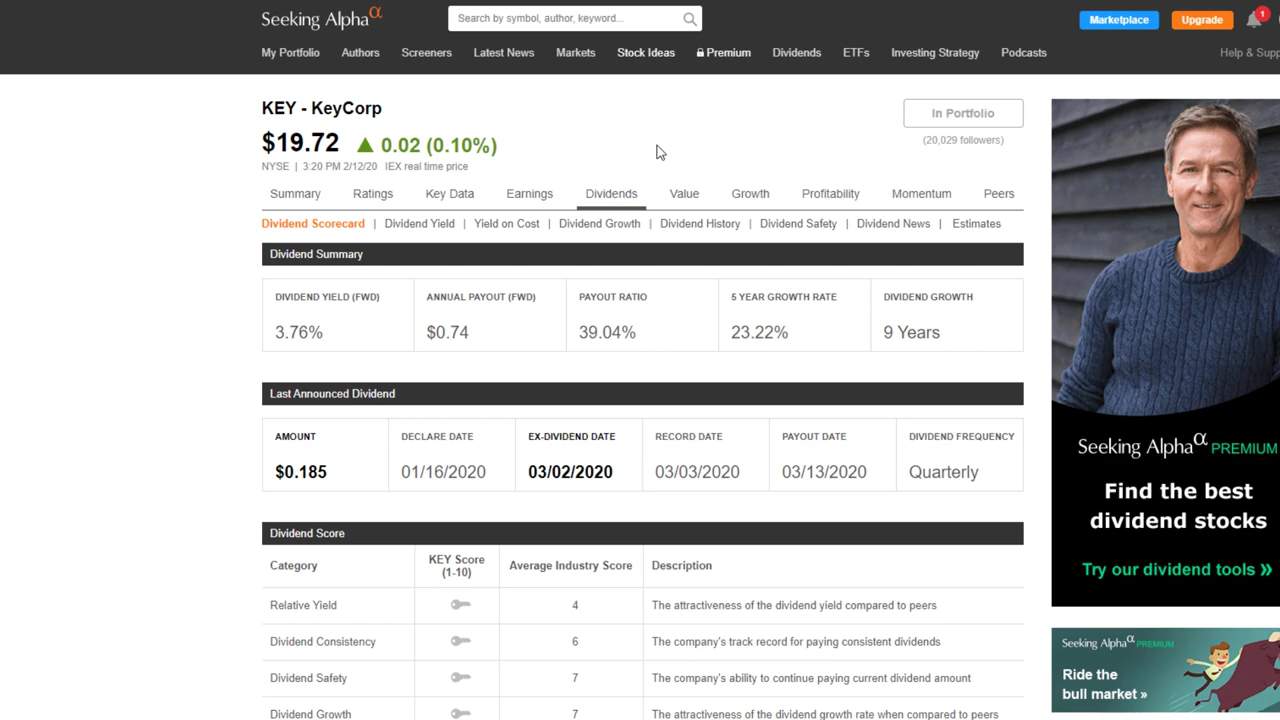 Seeking Alphaα
Search by symbol, author, keyword...
Marketplace
Upgrade
1
My Portfolio
Authors
Screeners
Latest News
Markets
Stock Ideas
Premium
Dividends
ETFs
Investing Strategy
Podcasts
KEY - KeyCorp
In Portfolio
$19.72 ▲ 0.02 (0.10%)
(20,029 followers)
NYSE | 3:20 PM 2/12/20 IEX real time price
Summary
Ratings
Key Data
Earnings
Dividends
Value
Growth
Profitability
Momentum
Peers
Dividend Scorecard | Dividend Yield | Yield on Cost | Dividend Growth | Dividend History | Dividend Safety | Dividend News | Estimates
Dividend Summary
DIVIDEND YIELD (FWD)
ANNUAL PAYOUT (FWD)
PAYOUT RATIO
5 YEAR GROWTH RATE
DIVIDEND GROWTH
3.76%
$0.74
39.04%
23.22%
9 Years
Last Announced Dividend
AMOUNT
DECLARE DATE
EX-DIVIDEND DATE
RECORD DATE
PAYOUT DATE
DIVIDEND FREQUENCY
$0.185
01/16/2020
03/02/2020
03/03/2020
03/13/2020
Quarterly
Dividend Score
Category
KEY Score
(1-10)
Average Industry Score
Description
Relative Yield
4
The attractiveness of the dividend yield compared to peers
Dividend Consistency
6
The company's track record for paying consistent dividends
Dividend Safety
7
The company's ability to continue paying current dividend amount
Dividend Growth
7
The attractiveness of the dividend growth rate when compared to peers
Seeking Alphaα PREMIUM
Find the best
dividend stocks
Try our dividend tools »
Seeking Alphaα PREMIUM
Ride the
bull market »